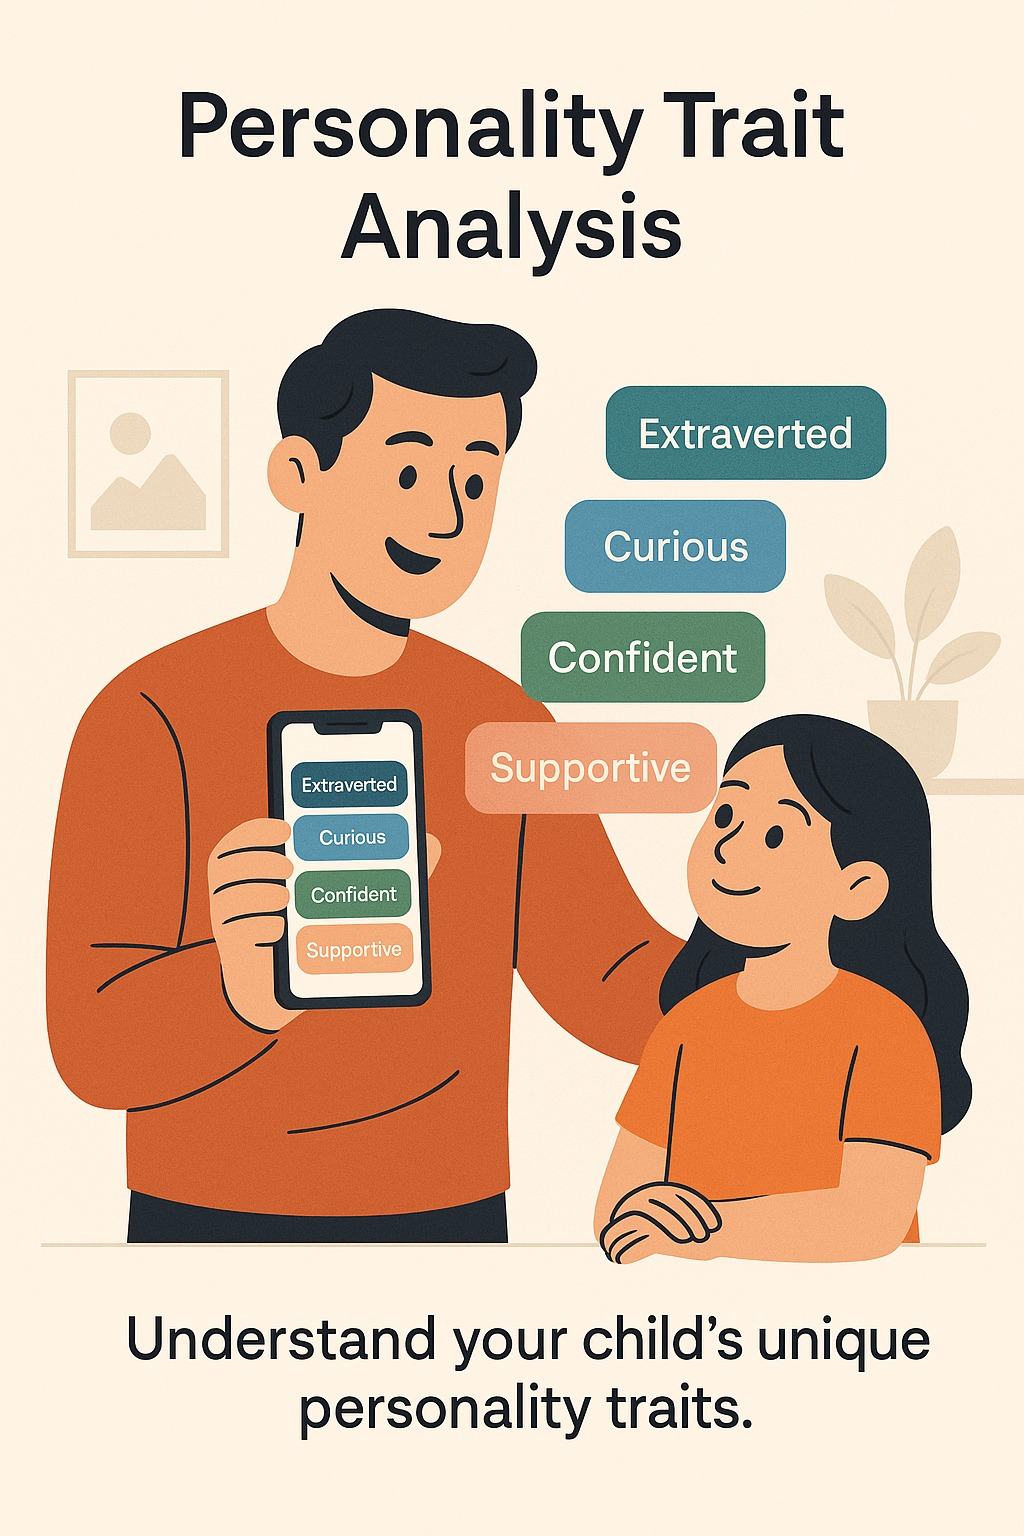 Personality Trait
Analysis
Extraverted
Curious
Confident
Supportive
Extraverted
Curious
Confident
Supportive
Understand your child’s unique
personality traits.